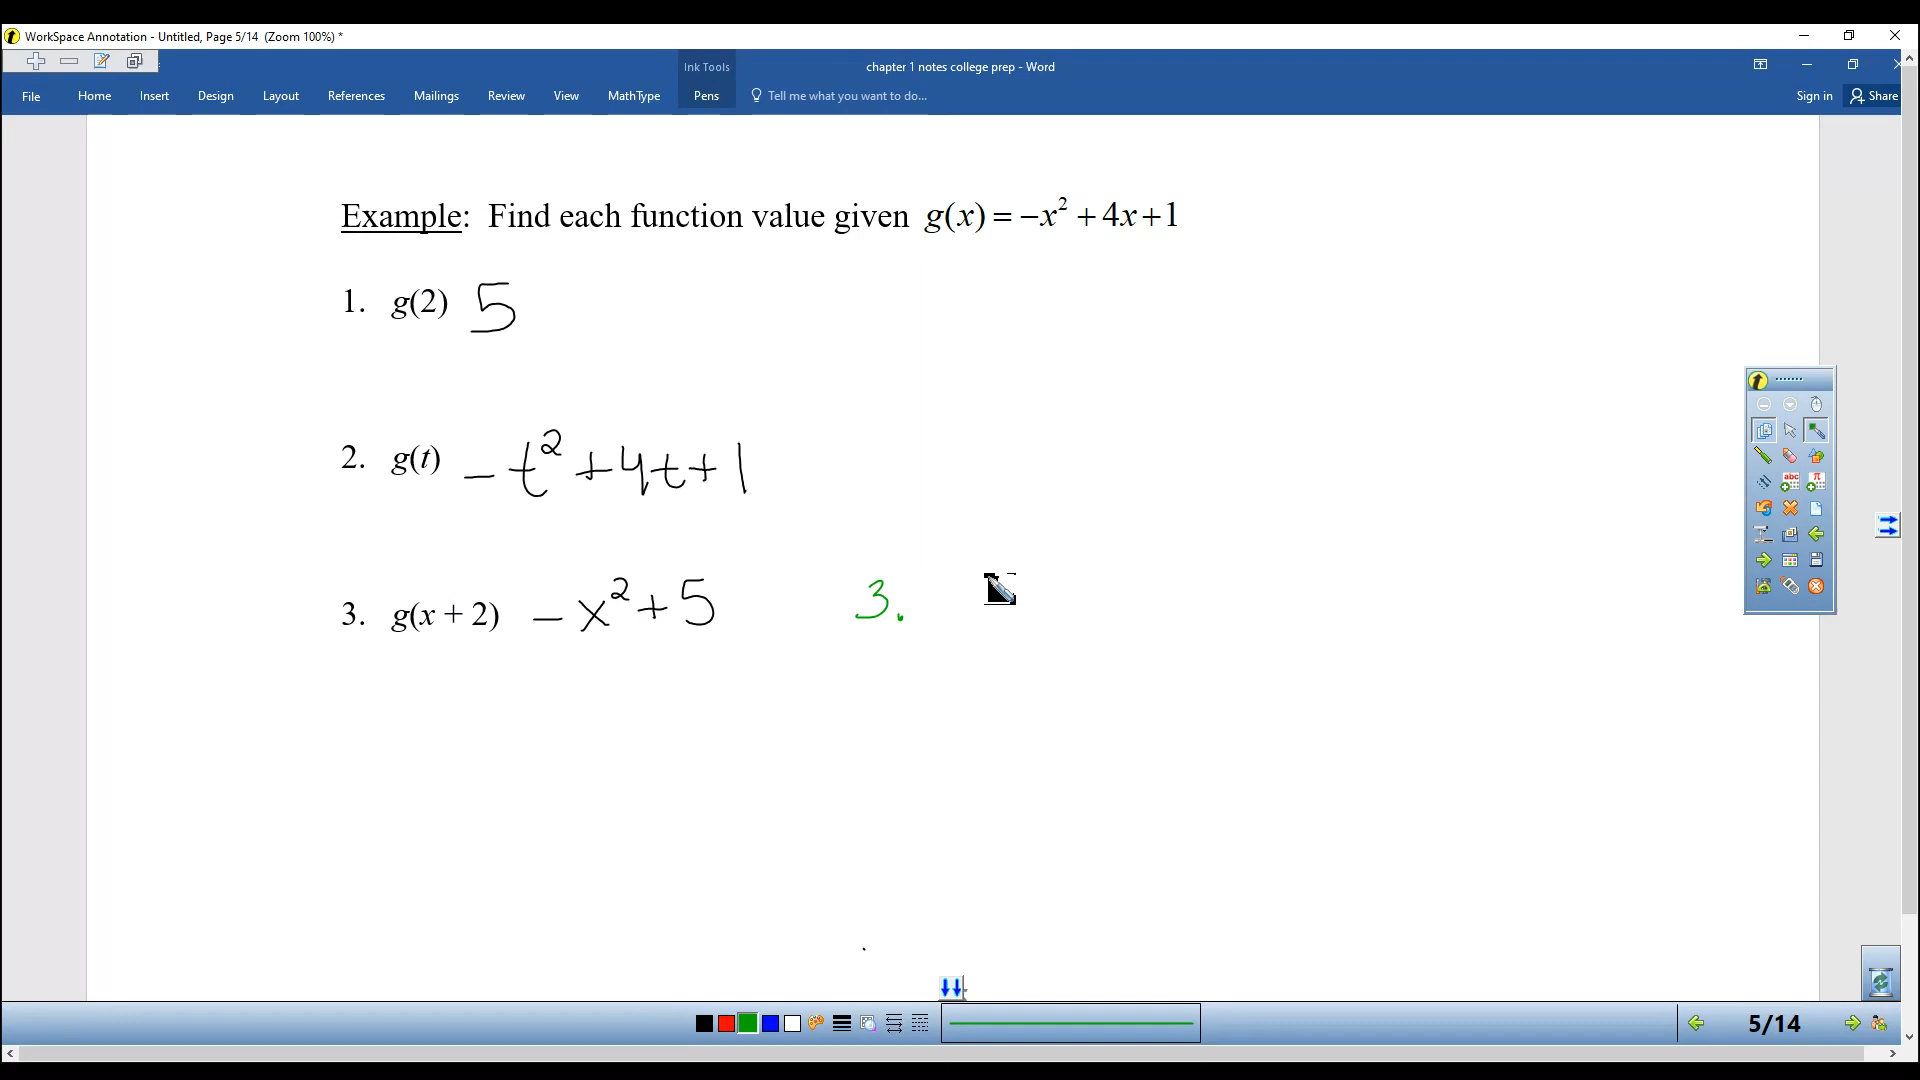 WorkSpace Annotation - Untitled, Page 5/14 (Zoom 100%) *
Ink Tools
chapter 1 notes college prep - Word
File Home Insert Design Layout References Mailings Review View MathType Pens Tell me what you want to do... Sign in Share
Example: Find each function value given g(x) = −x² + 4x + 1
1. g(2) 5
2. g(t) − t² + 4t + 1
3. g(x + 2) − x² + 5 3.
5/14